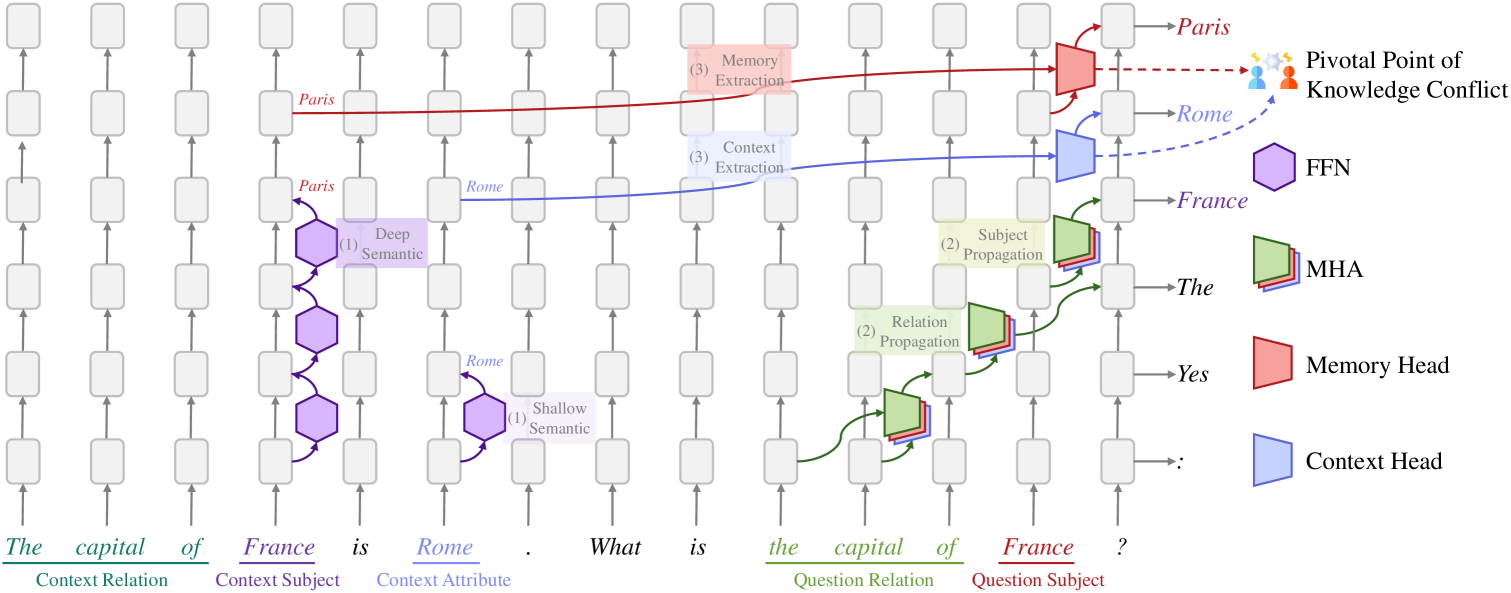 Paris
(3) Memory
Extraction
Pivotal Point of
Knowledge Conflict
Paris
Rome
(3) Context
Extraction
FFN
Paris
Rome
France
(1) Deep
Semantic
(2) Subject
Propagation
MHA
The
(2) Relation
Propagation
Rome
Yes
Memory Head
(1) Shallow
Semantic
:
Context Head
The capital of France is Rome . What is the capital of France ?
Context Relation Context Subject Context Attribute Question Relation Question Subject